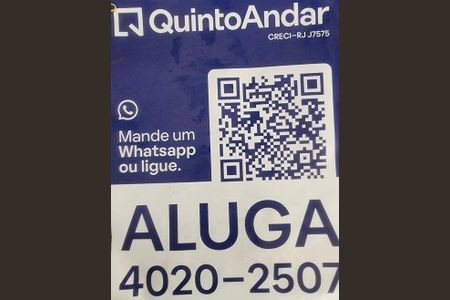 QuintoAndar
CRECI-RJ J7575
Mande um
Whatsapp
ou ligue.
ALUGA
4020-2507